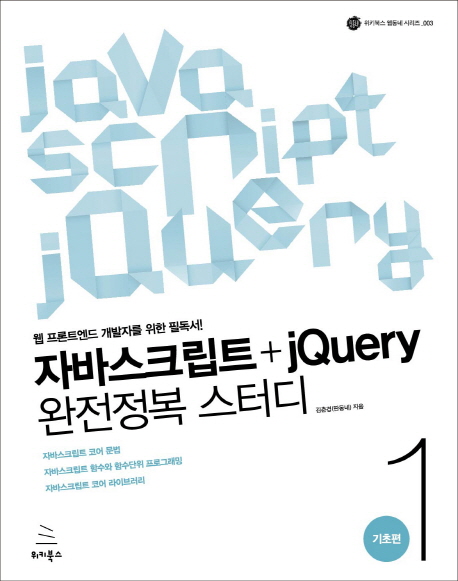 위키북스 웹동네 시리즈_003
java
script
jQuery
웹 프론트엔드 개발자를 위한 필독서!
자바스크립트 + jQuery
완전정복 스터디
김춘경(딴동네) 지음
자바스크립트 코어 문법
자바스크립트 함수와 함수단위 프로그래밍
자바스크립트 코어 라이브러리
1
기초편
위키북스